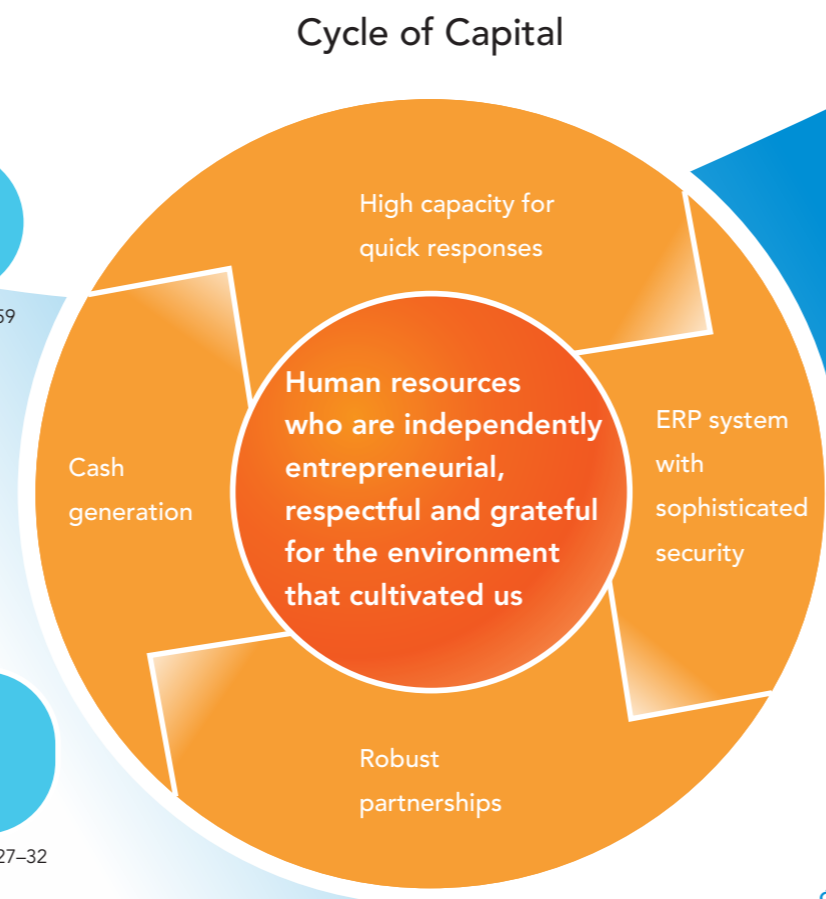 Cycle of Capital
High capacity for
quick responses
59
Human resources
who are independently
entrepreneurial,
respectful and grateful
for the environment
that cultivated us
Cash
generation
ERP system
with
sophisticated
security
Robust
partnerships
27–32